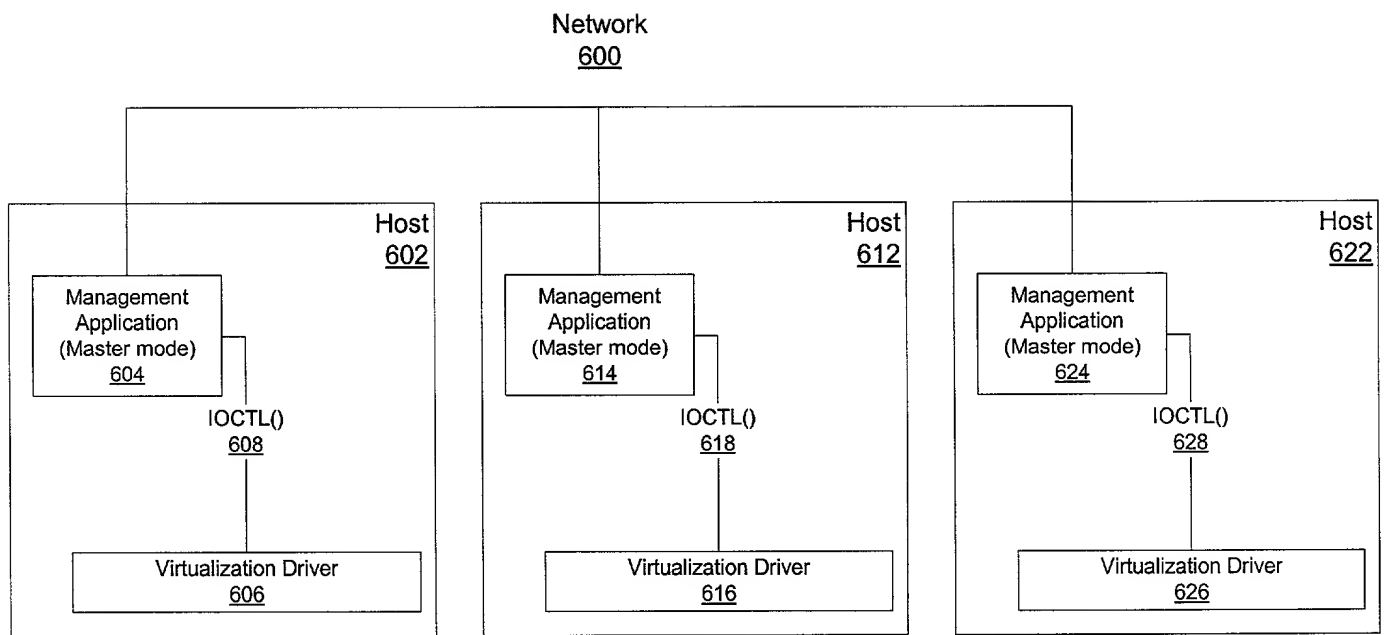 Network
600
Host
602
Management
Application
(Master mode)
604
IOCTL()
608
Virtualization Driver
606
Host
612
Management
Application
(Master mode)
614
IOCTL()
618
Virtualization Driver
616
Host
622
Management
Application
(Master mode)
624
IOCTL()
628
Virtualization Driver
626